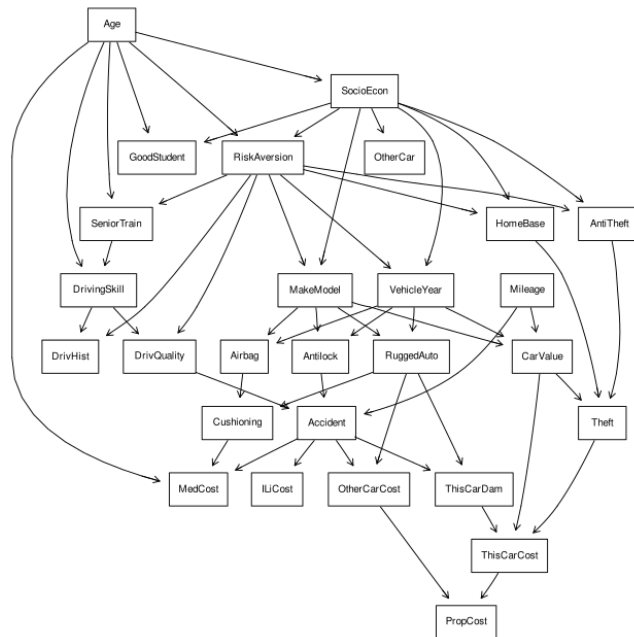 Age
SocioEcon
GoodStudent
RiskAversion
OtherCar
SeniorTrain
HomeBase
AntiTheft
DrivingSkill
MakeModel
VehicleYear
Mileage
DrivHist
DrivQuality
Airbag
Antilock
RuggedAuto
CarValue
Cushioning
Accident
Theft
MedCost
ILiCost
OtherCarCost
ThisCarDam
ThisCarCost
PropCost